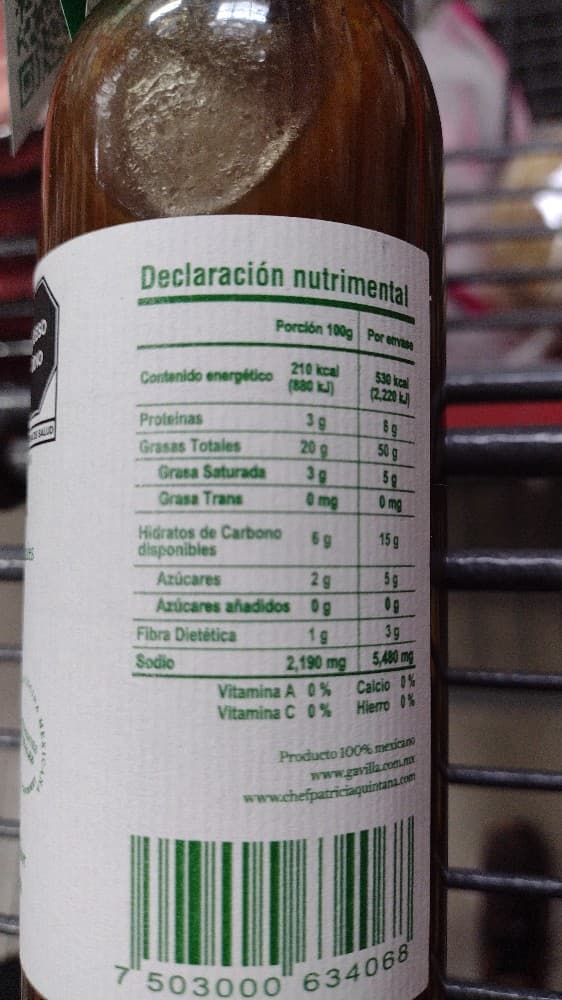 Declaración nutrimental
Porción 100g Por envase
Contenido energético 210 kcal (880 kJ) 530 kcal (2,220 kJ)
Proteínas 3 g 8 g
Grasas Totales 20 g 50 g
Grasa Saturada 3 g 5 g
Grasa Trans 0 mg 0 mg
Hidratos de Carbono disponibles 6 g 15 g
Azúcares 2 g 5 g
Azúcares añadidos 0 g 0 g
Fibra Dietética 1 g 3 g
Sodio 2,190 mg 5,480 mg
Vitamina A 0 % Calcio 0 %
Vitamina C 0 % Hierro 0 %
Producto 100% mexicano
www.gavilla.com.mx
www.chefpatriciaquintana.com
7 503000 634068